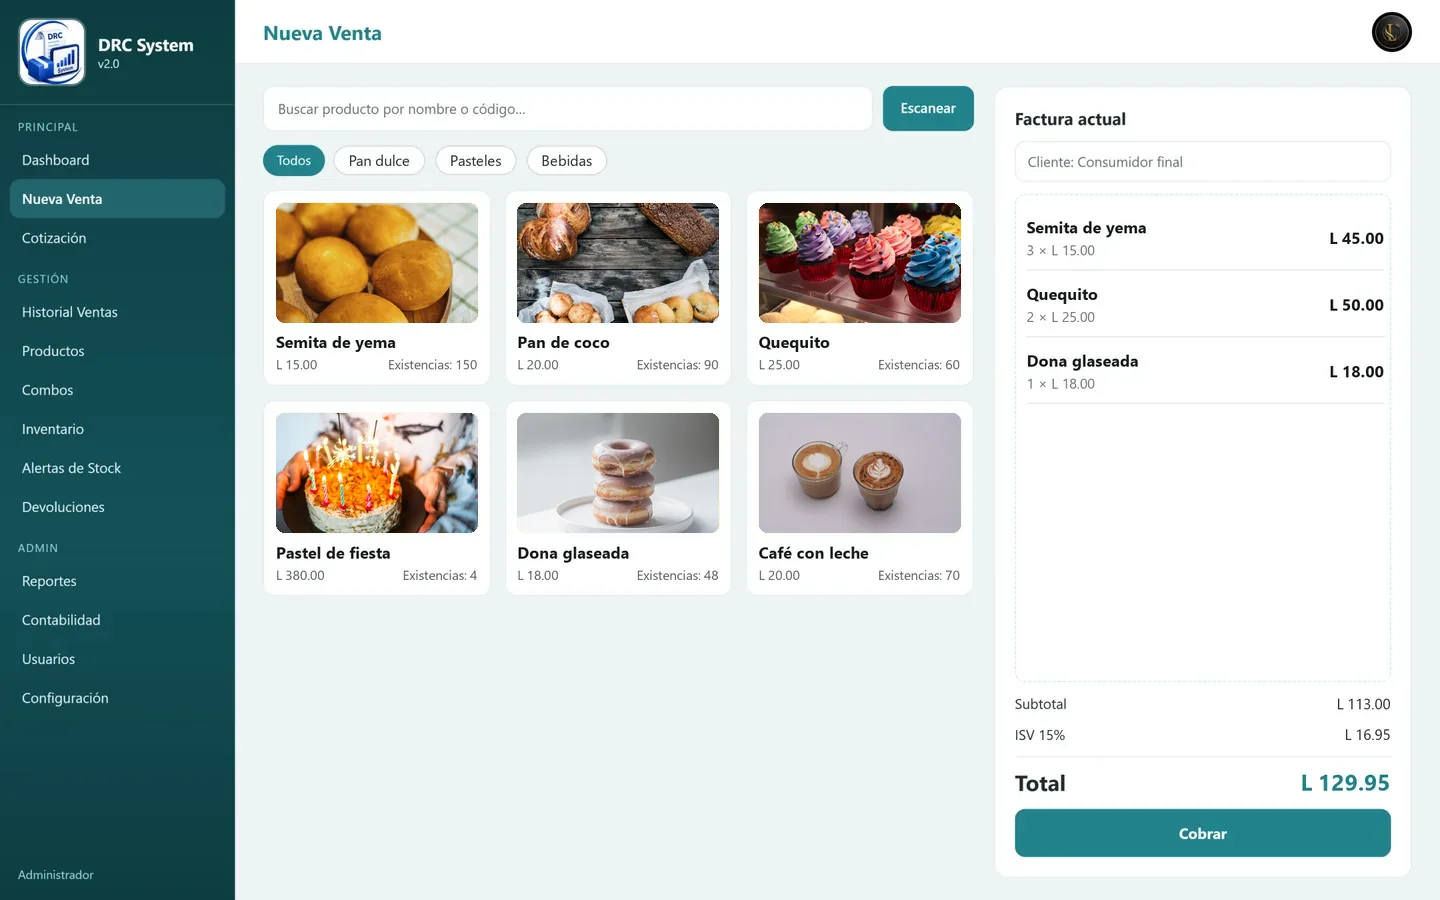 DRC
System
DRC System
v2.0
PRINCIPAL
Dashboard
Nueva Venta
Cotización
GESTIÓN
Historial Ventas
Productos
Combos
Inventario
Alertas de Stock
Devoluciones
ADMIN
Reportes
Contabilidad
Usuarios
Configuración
Administrador
Nueva Venta
Buscar producto por nombre o código...
Escanear
Todos
Pan dulce
Pasteles
Bebidas
Semita de yema
L 15.00 Existencias: 150
Pan de coco
L 20.00 Existencias: 90
Quequito
L 25.00 Existencias: 60
Pastel de fiesta
L 380.00 Existencias: 4
Dona glaseada
L 18.00 Existencias: 48
Café con leche
L 20.00 Existencias: 70
Factura actual
Cliente: Consumidor final
Semita de yema
3 × L 15.00
L 45.00
Quequito
2 × L 25.00
L 50.00
Dona glaseada
1 × L 18.00
L 18.00
Subtotal L 113.00
ISV 15% L 16.95
Total L 129.95
Cobrar